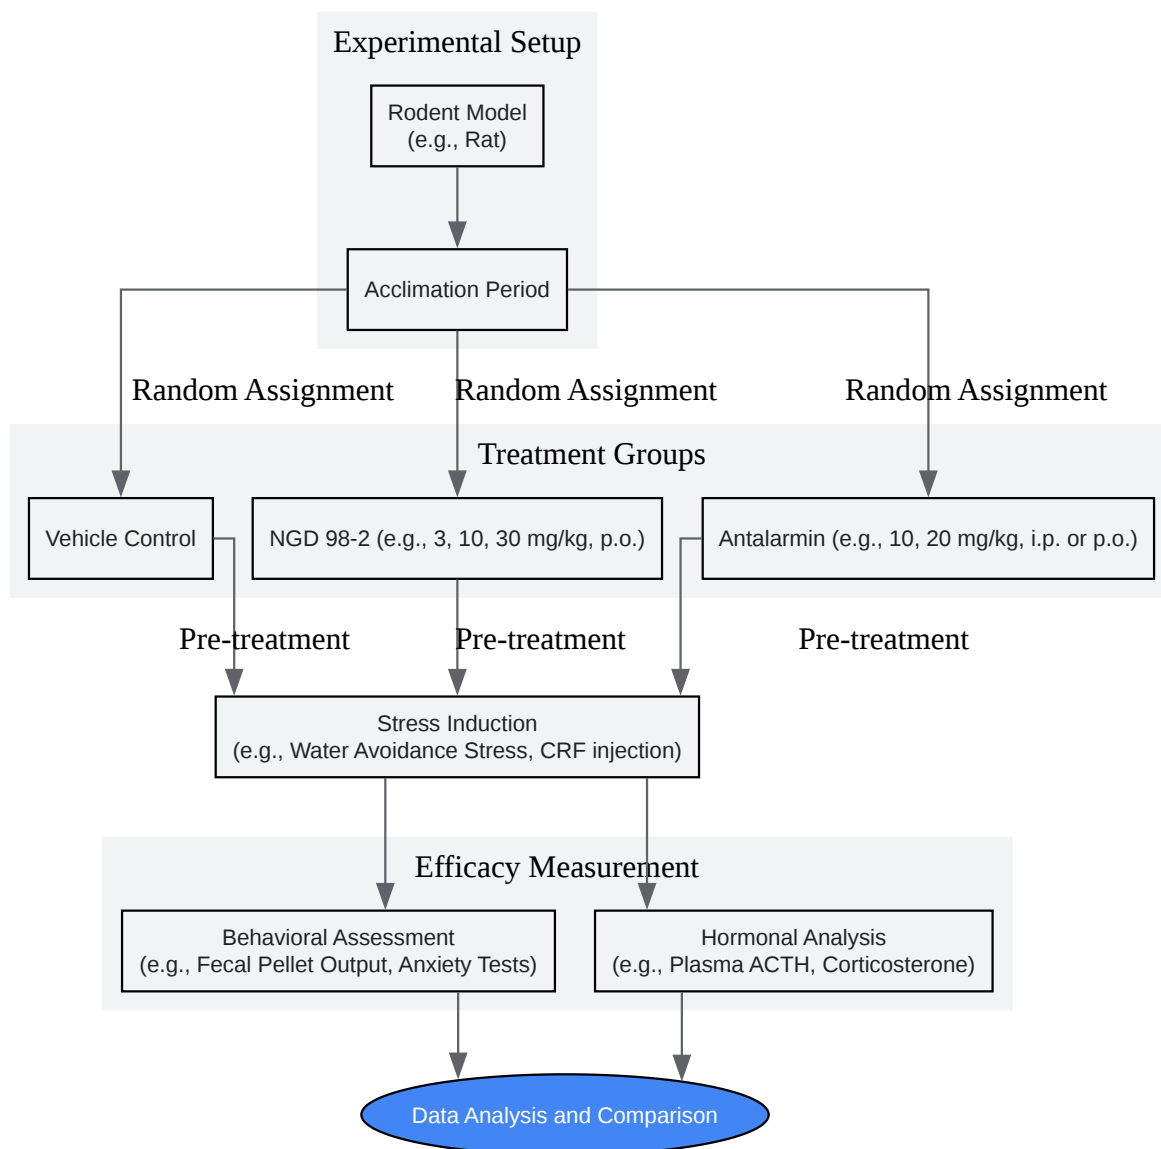 Experimental Setup
Rodent Model
(e.g., Rat)
Acclimation Period
Random Assignment
Random Assignment
Random Assignment
Treatment Groups
Vehicle Control
NGD 98-2 (e.g., 3, 10, 30 mg/kg, p.o.)
Antalarmin (e.g., 10, 20 mg/kg, i.p. or p.o.)
Pre-treatment
Pre-treatment
Pre-treatment
Stress Induction
(e.g., Water Avoidance Stress, CRF injection)
Efficacy Measurement
Behavioral Assessment
(e.g., Fecal Pellet Output, Anxiety Tests)
Hormonal Analysis
(e.g., Plasma ACTH, Corticosterone)
Data Analysis and Comparison